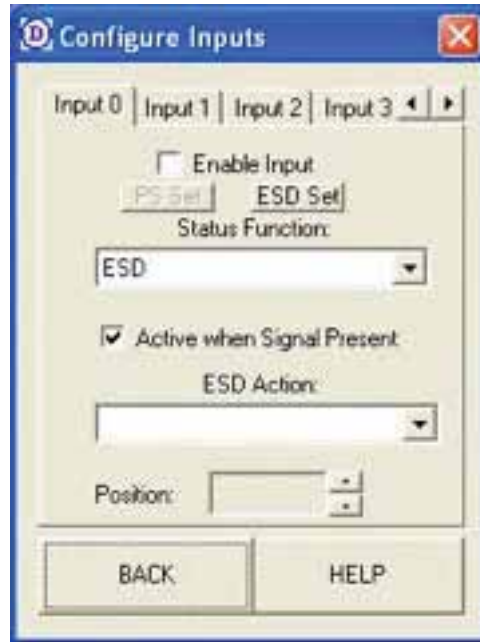 Configure Inputs
Input 0 Input 1 Input 2 Input 3
Enable Input
PS Set ESD Set
Status Function:
ESD
Active when Signal Present
ESD Action:
Position:
BACK HELP